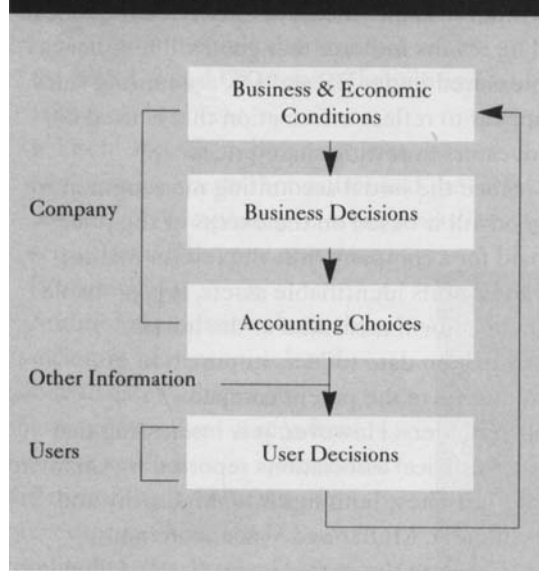 Business & Economic
Conditions
Company
Business Decisions
Accounting Choices
Other Information
Users
User Decisions